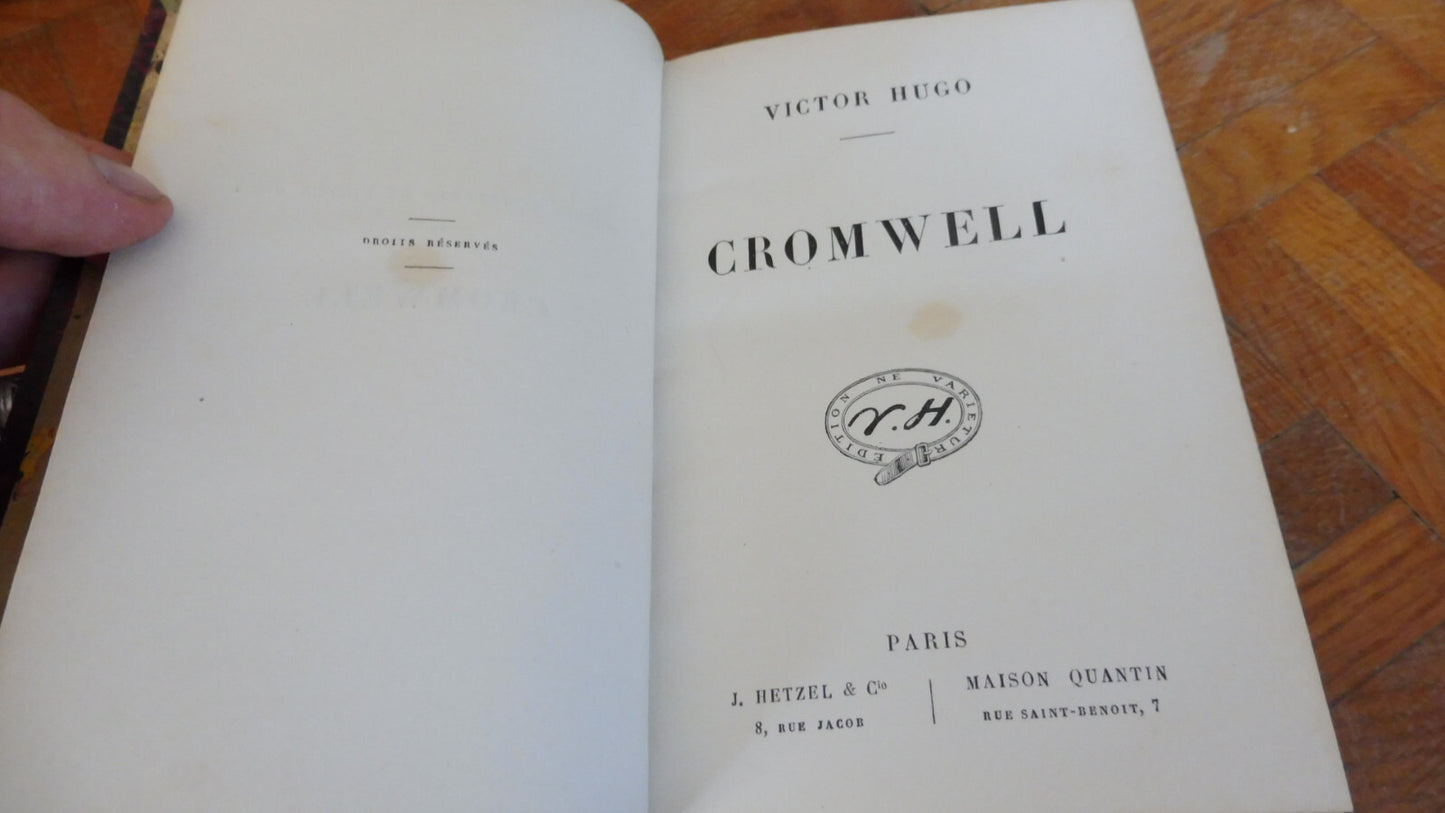 DROITS RÉSERVÉS
VICTOR HUGO
CROMWELL
EDITION NE VARIETUR
V.H.
PARIS
J. HETZEL & Cie
8, RUE JACOB
MAISON QUANTIN
RUE SAINT-BENOIT, 7